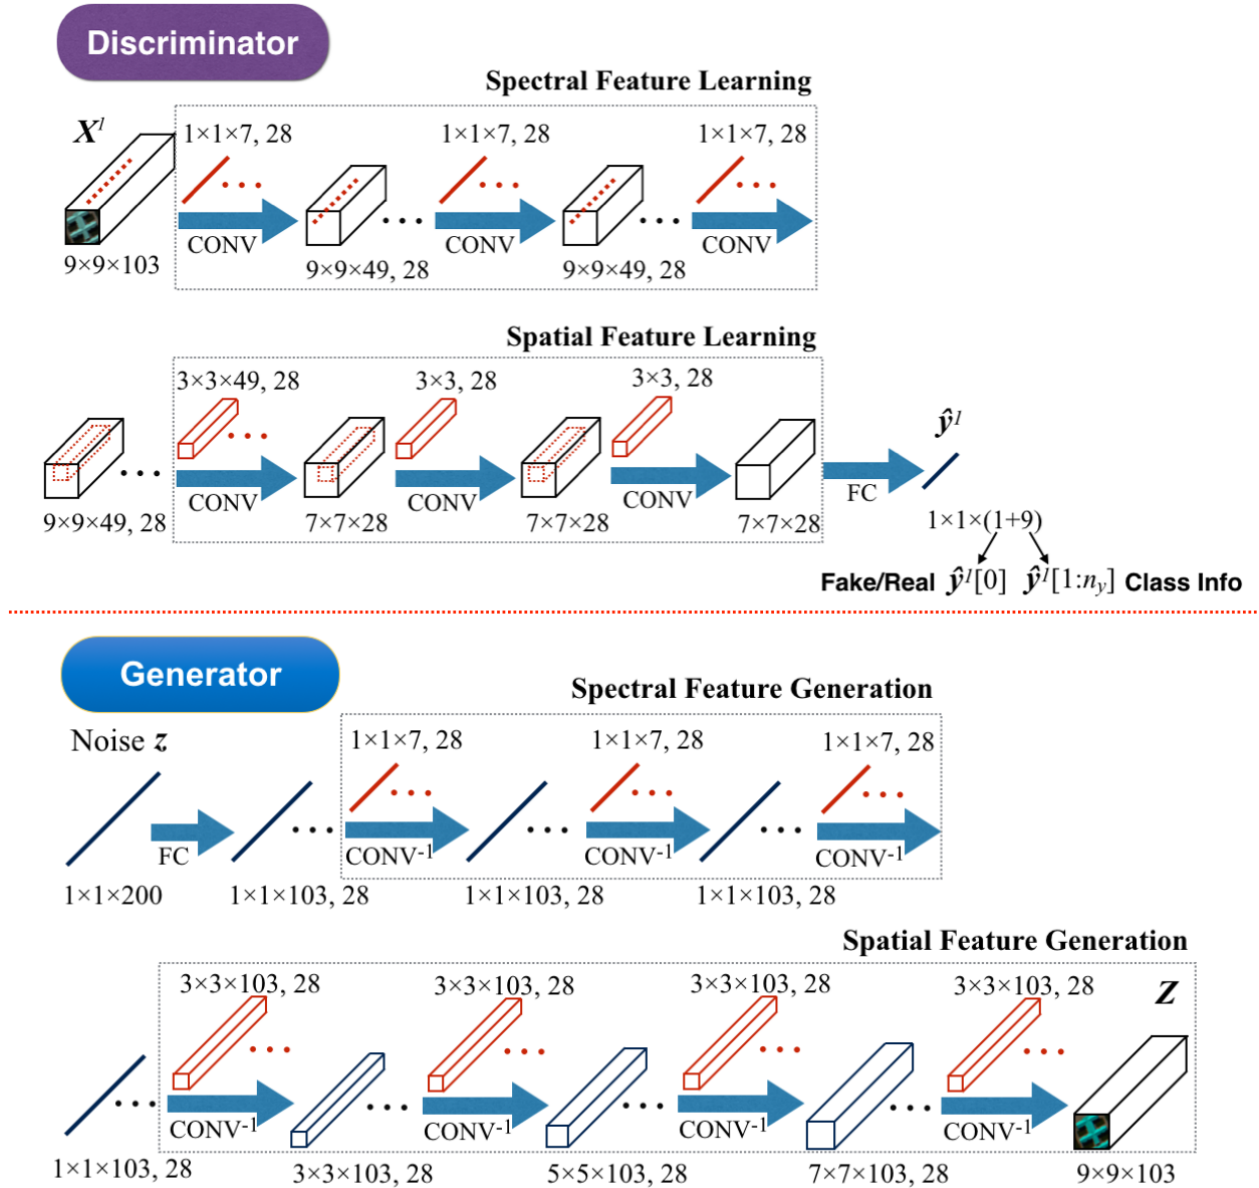 Discriminator
Spectral Feature Learning
X^l
1×1×7, 28 1×1×7, 28 1×1×7, 28
CONV CONV CONV
9×9×103 9×9×49, 28 9×9×49, 28
Spatial Feature Learning
3×3×49, 28 3×3, 28 3×3, 28
ŷ^l
CONV CONV CONV FC
9×9×49, 28 7×7×28 7×7×28 7×7×28 1×1×(1+9)
Fake/Real ŷ^l[0] ŷ^l[1:n_y] Class Info
Generator
Spectral Feature Generation
Noise z 1×1×7, 28 1×1×7, 28 1×1×7, 28
FC CONV^-1 CONV^-1 CONV^-1
1×1×200 1×1×103, 28 1×1×103, 28 1×1×103, 28
Spatial Feature Generation
3×3×103, 28 3×3×103, 28 3×3×103, 28 3×3×103, 28 Z
CONV^-1 CONV^-1 CONV^-1 CONV^-1
1×1×103, 28 3×3×103, 28 5×5×103, 28 7×7×103, 28 9×9×103